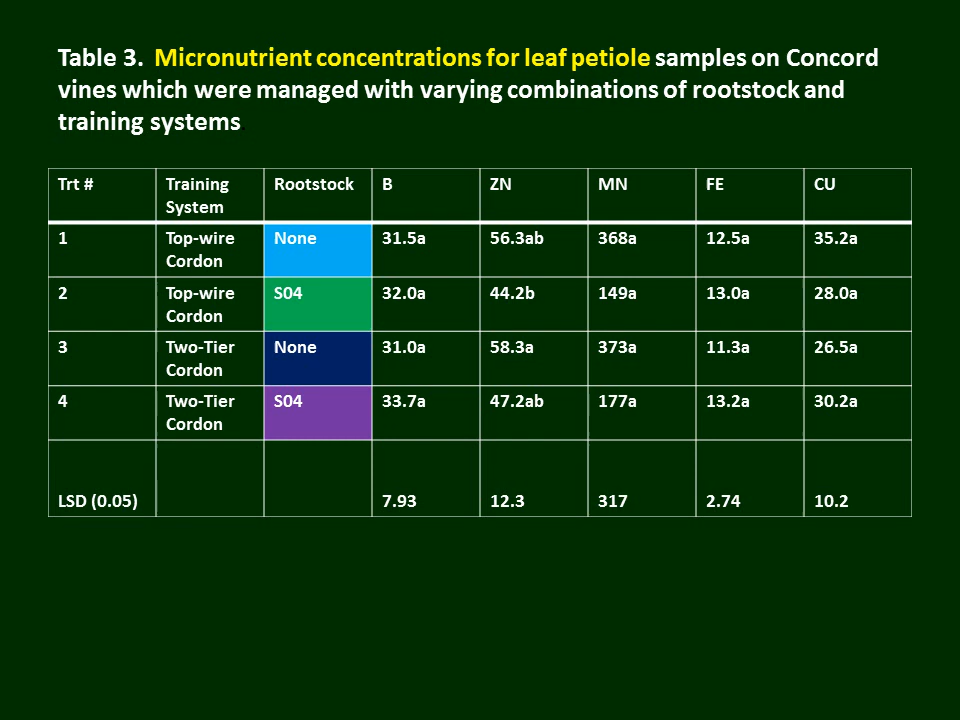 Table 3. Micronutrient concentrations for leaf petiole samples on Concord
vines which were managed with varying combinations of rootstock and
training systems.
Trt # Training System Rootstock B ZN MN FE CU
1 Top-wire Cordon None 31.5a 56.3ab 368a 12.5a 35.2a
2 Top-wire Cordon S04 32.0a 44.2b 149a 13.0a 28.0a
3 Two-Tier Cordon None 31.0a 58.3a 373a 11.3a 26.5a
4 Two-Tier Cordon S04 33.7a 47.2ab 177a 13.2a 30.2a
LSD (0.05) 7.93 12.3 317 2.74 10.2